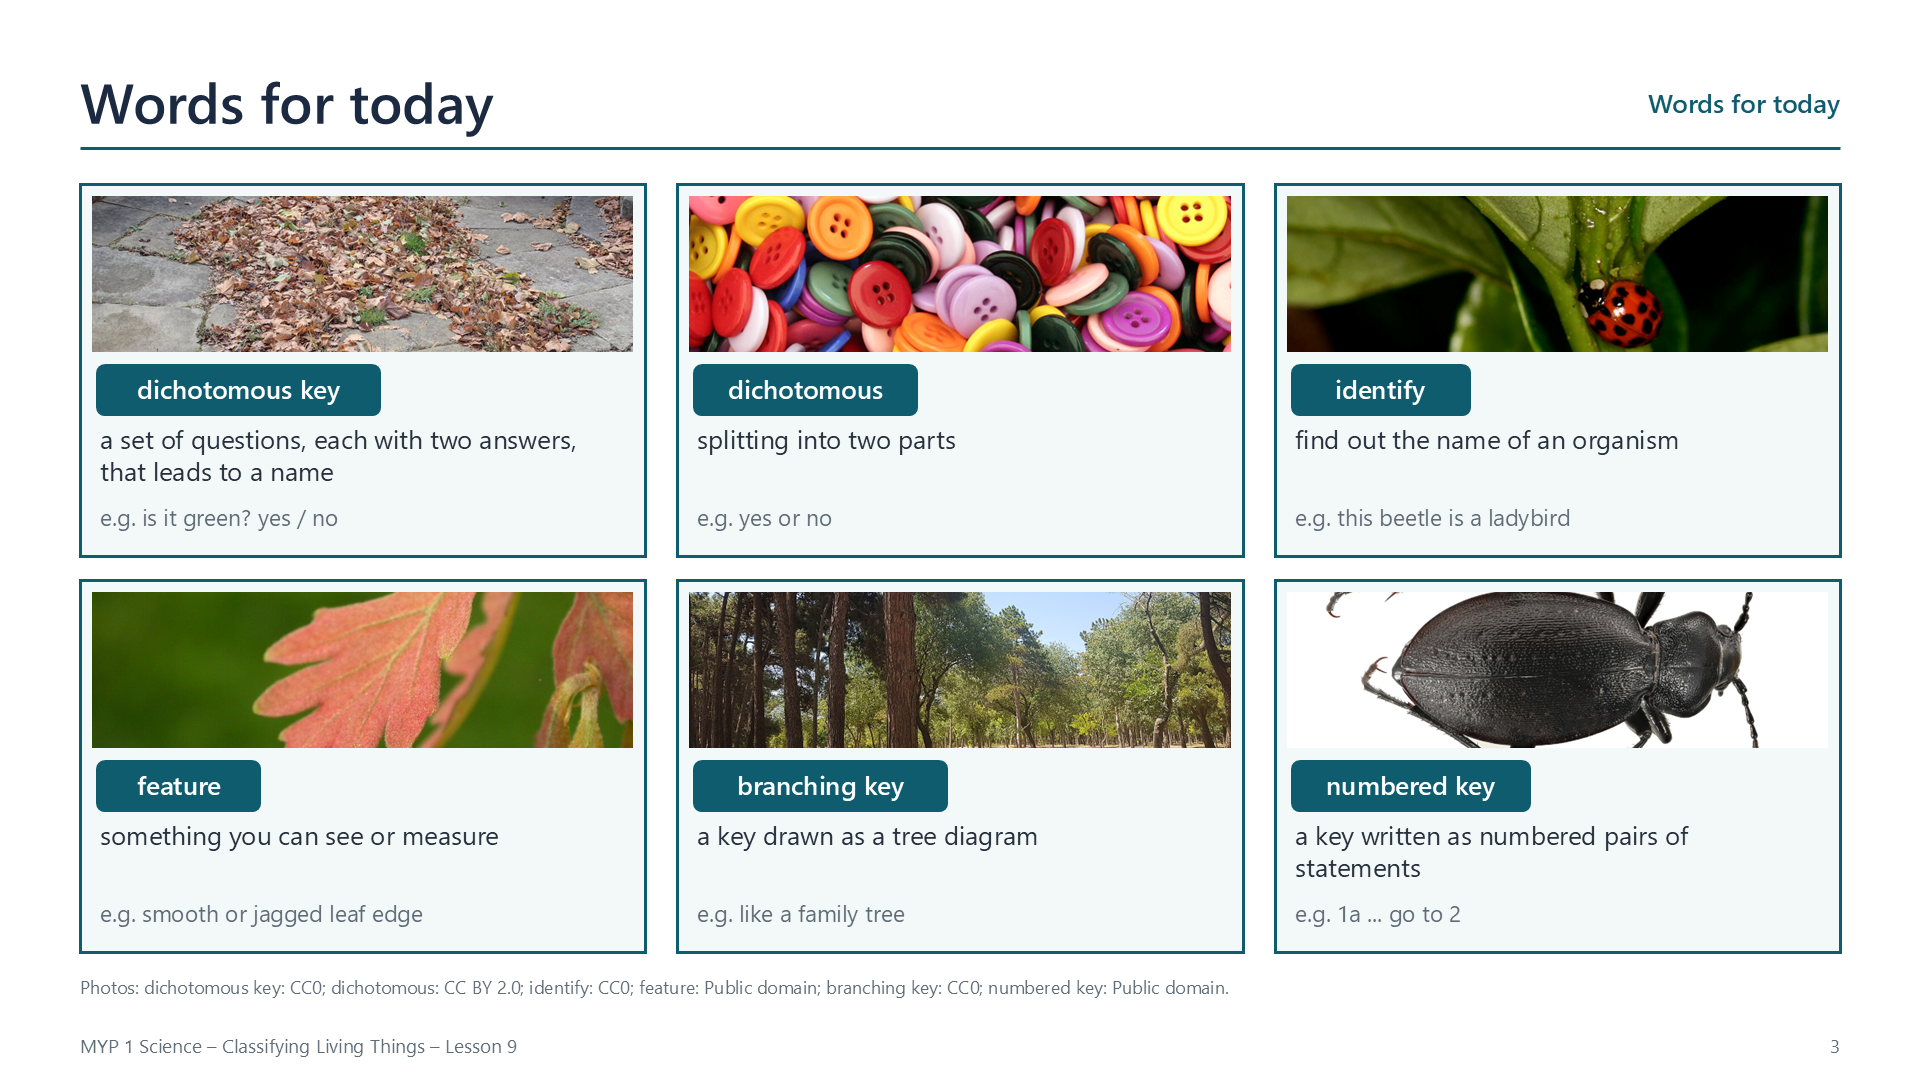 Words for today
Words for today
dichotomous key
a set of questions, each with two answers,
that leads to a name
e.g. is it green? yes / no
dichotomous
splitting into two parts
e.g. yes or no
identify
find out the name of an organism
e.g. this beetle is a ladybird
feature
something you can see or measure
e.g. smooth or jagged leaf edge
branching key
a key drawn as a tree diagram
e.g. like a family tree
numbered key
a key written as numbered pairs of
statements
e.g. 1a ... go to 2
Photos: dichotomous key: CC0; dichotomous: CC BY 2.0; identify: CC0; feature: Public domain; branching key: CC0; numbered key: Public domain.
MYP 1 Science – Classifying Living Things – Lesson 9
3